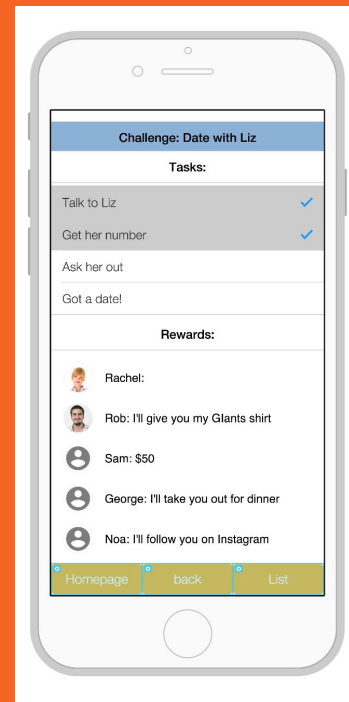 Challenge: Date with Liz
Tasks:
Talk to Liz
Get her number
Ask her out
Got a date!
Rewards:
Rachel:
Rob: I'll give you my GIants shirt
Sam: $50
George: I'll take you out for dinner
Noa: I'll follow you on Instagram
Homepage back List